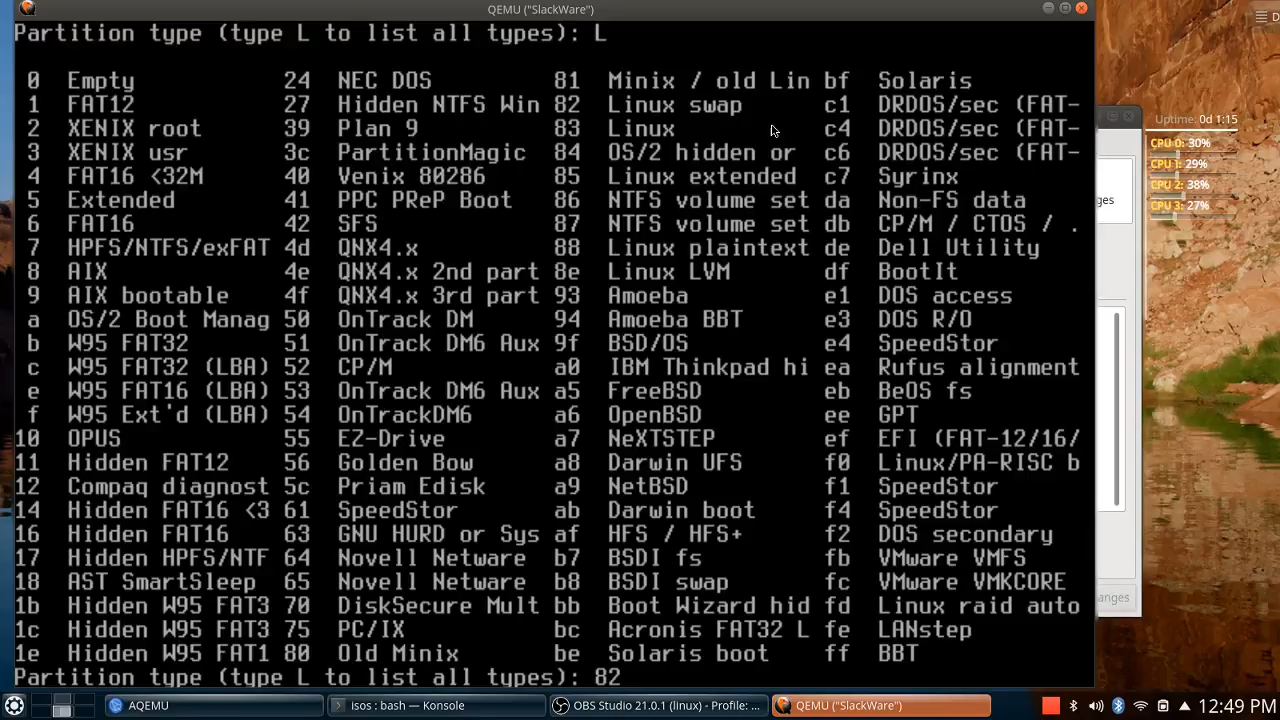 QEMU ("SlackWare")
Partition type (type L to list all types): L
0 Empty 24 NEC DOS 81 Minix / old Lin bf Solaris
1 FAT12 27 Hidden NTFS Win 82 Linux swap c1 DRDOS/sec (FAT-
2 XENIX root 39 Plan 9 83 Linux c4 DRDOS/sec (FAT-
3 XENIX usr 3c PartitionMagic 84 OS/2 hidden or c6 DRDOS/sec (FAT-
4 FAT16 <32M 40 Venix 80286 85 Linux extended c7 Syrinx
5 Extended 41 PPC PReP Boot 86 NTFS volume set da Non-FS data
6 FAT16 42 SFS 87 NTFS volume set db CP/M / CTOS / .
7 HPFS/NTFS/exFAT 4d QNX4.x 88 Linux plaintext de Dell Utility
8 AIX 4e QNX4.x 2nd part 8e Linux LVM df BootIt
9 AIX bootable 4f QNX4.x 3rd part 93 Amoeba e1 DOS access
a OS/2 Boot Manag 50 OnTrack DM 94 Amoeba BBT e3 DOS R/O
b W95 FAT32 51 OnTrack DM6 Aux 9f BSD/OS e4 SpeedStor
c W95 FAT32 (LBA) 52 CP/M a0 IBM Thinkpad hi ea Rufus alignment
e W95 FAT16 (LBA) 53 OnTrack DM6 Aux a5 FreeBSD eb BeOS fs
f W95 Ext'd (LBA) 54 OnTrackDM6 a6 OpenBSD ee GPT
10 OPUS 55 EZ-Drive a7 NeXTSTEP ef EFI (FAT-12/16/
11 Hidden FAT12 56 Golden Bow a8 Darwin UFS f0 Linux/PA-RISC b
12 Compaq diagnost 5c Priam Edisk a9 NetBSD f1 SpeedStor
14 Hidden FAT16 <3 61 SpeedStor ab Darwin boot f4 SpeedStor
16 Hidden FAT16 63 GNU HURD or Sys af HFS / HFS+ f2 DOS secondary
17 Hidden HPFS/NTF 64 Novell Netware b7 BSDI fs fb VMware VMFS
18 AST SmartSleep 65 Novell Netware b8 BSDI swap fc VMware VMKCORE
1b Hidden W95 FAT3 70 DiskSecure Mult bb Boot Wizard hid fd Linux raid auto
1c Hidden W95 FAT3 75 PC/IX bc Acronis FAT32 L fe LANstep
1e Hidden W95 FAT1 80 Old Minix be Solaris boot ff BBT
Partition type (type L to list all types): 82
D
Uptime: 0d 1:15
CPU 0: 30%
CPU 1: 29%
CPU 2: 38%
CPU 3: 27%
ges
anges
AQEMU
isos : bash — Konsole
OBS Studio 21.0.1 (linux) - Profile: ...
QEMU ("SlackWare")
12:49 PM